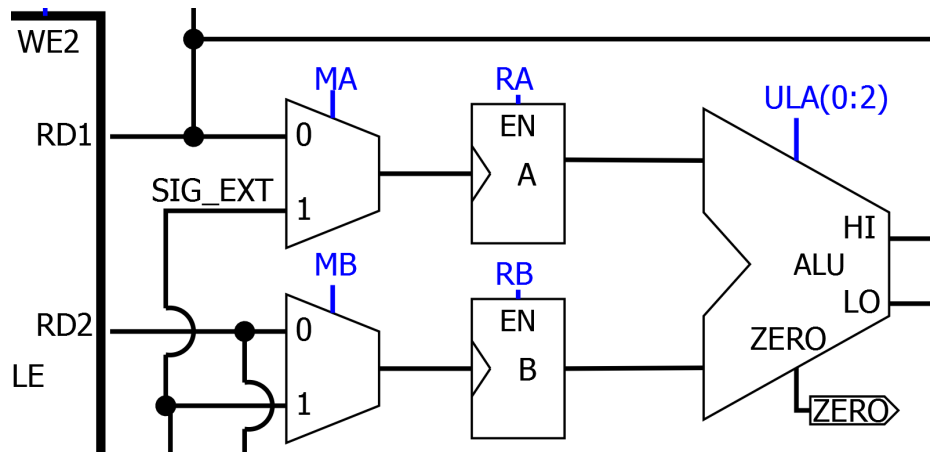 WE2
RD1
MA
0
SIG_EXT
1
RA
EN
A
ULA(0:2)
HI
ALU
LO
ZERO
ZERO
RD2
LE
MB
0
1
RB
EN
B